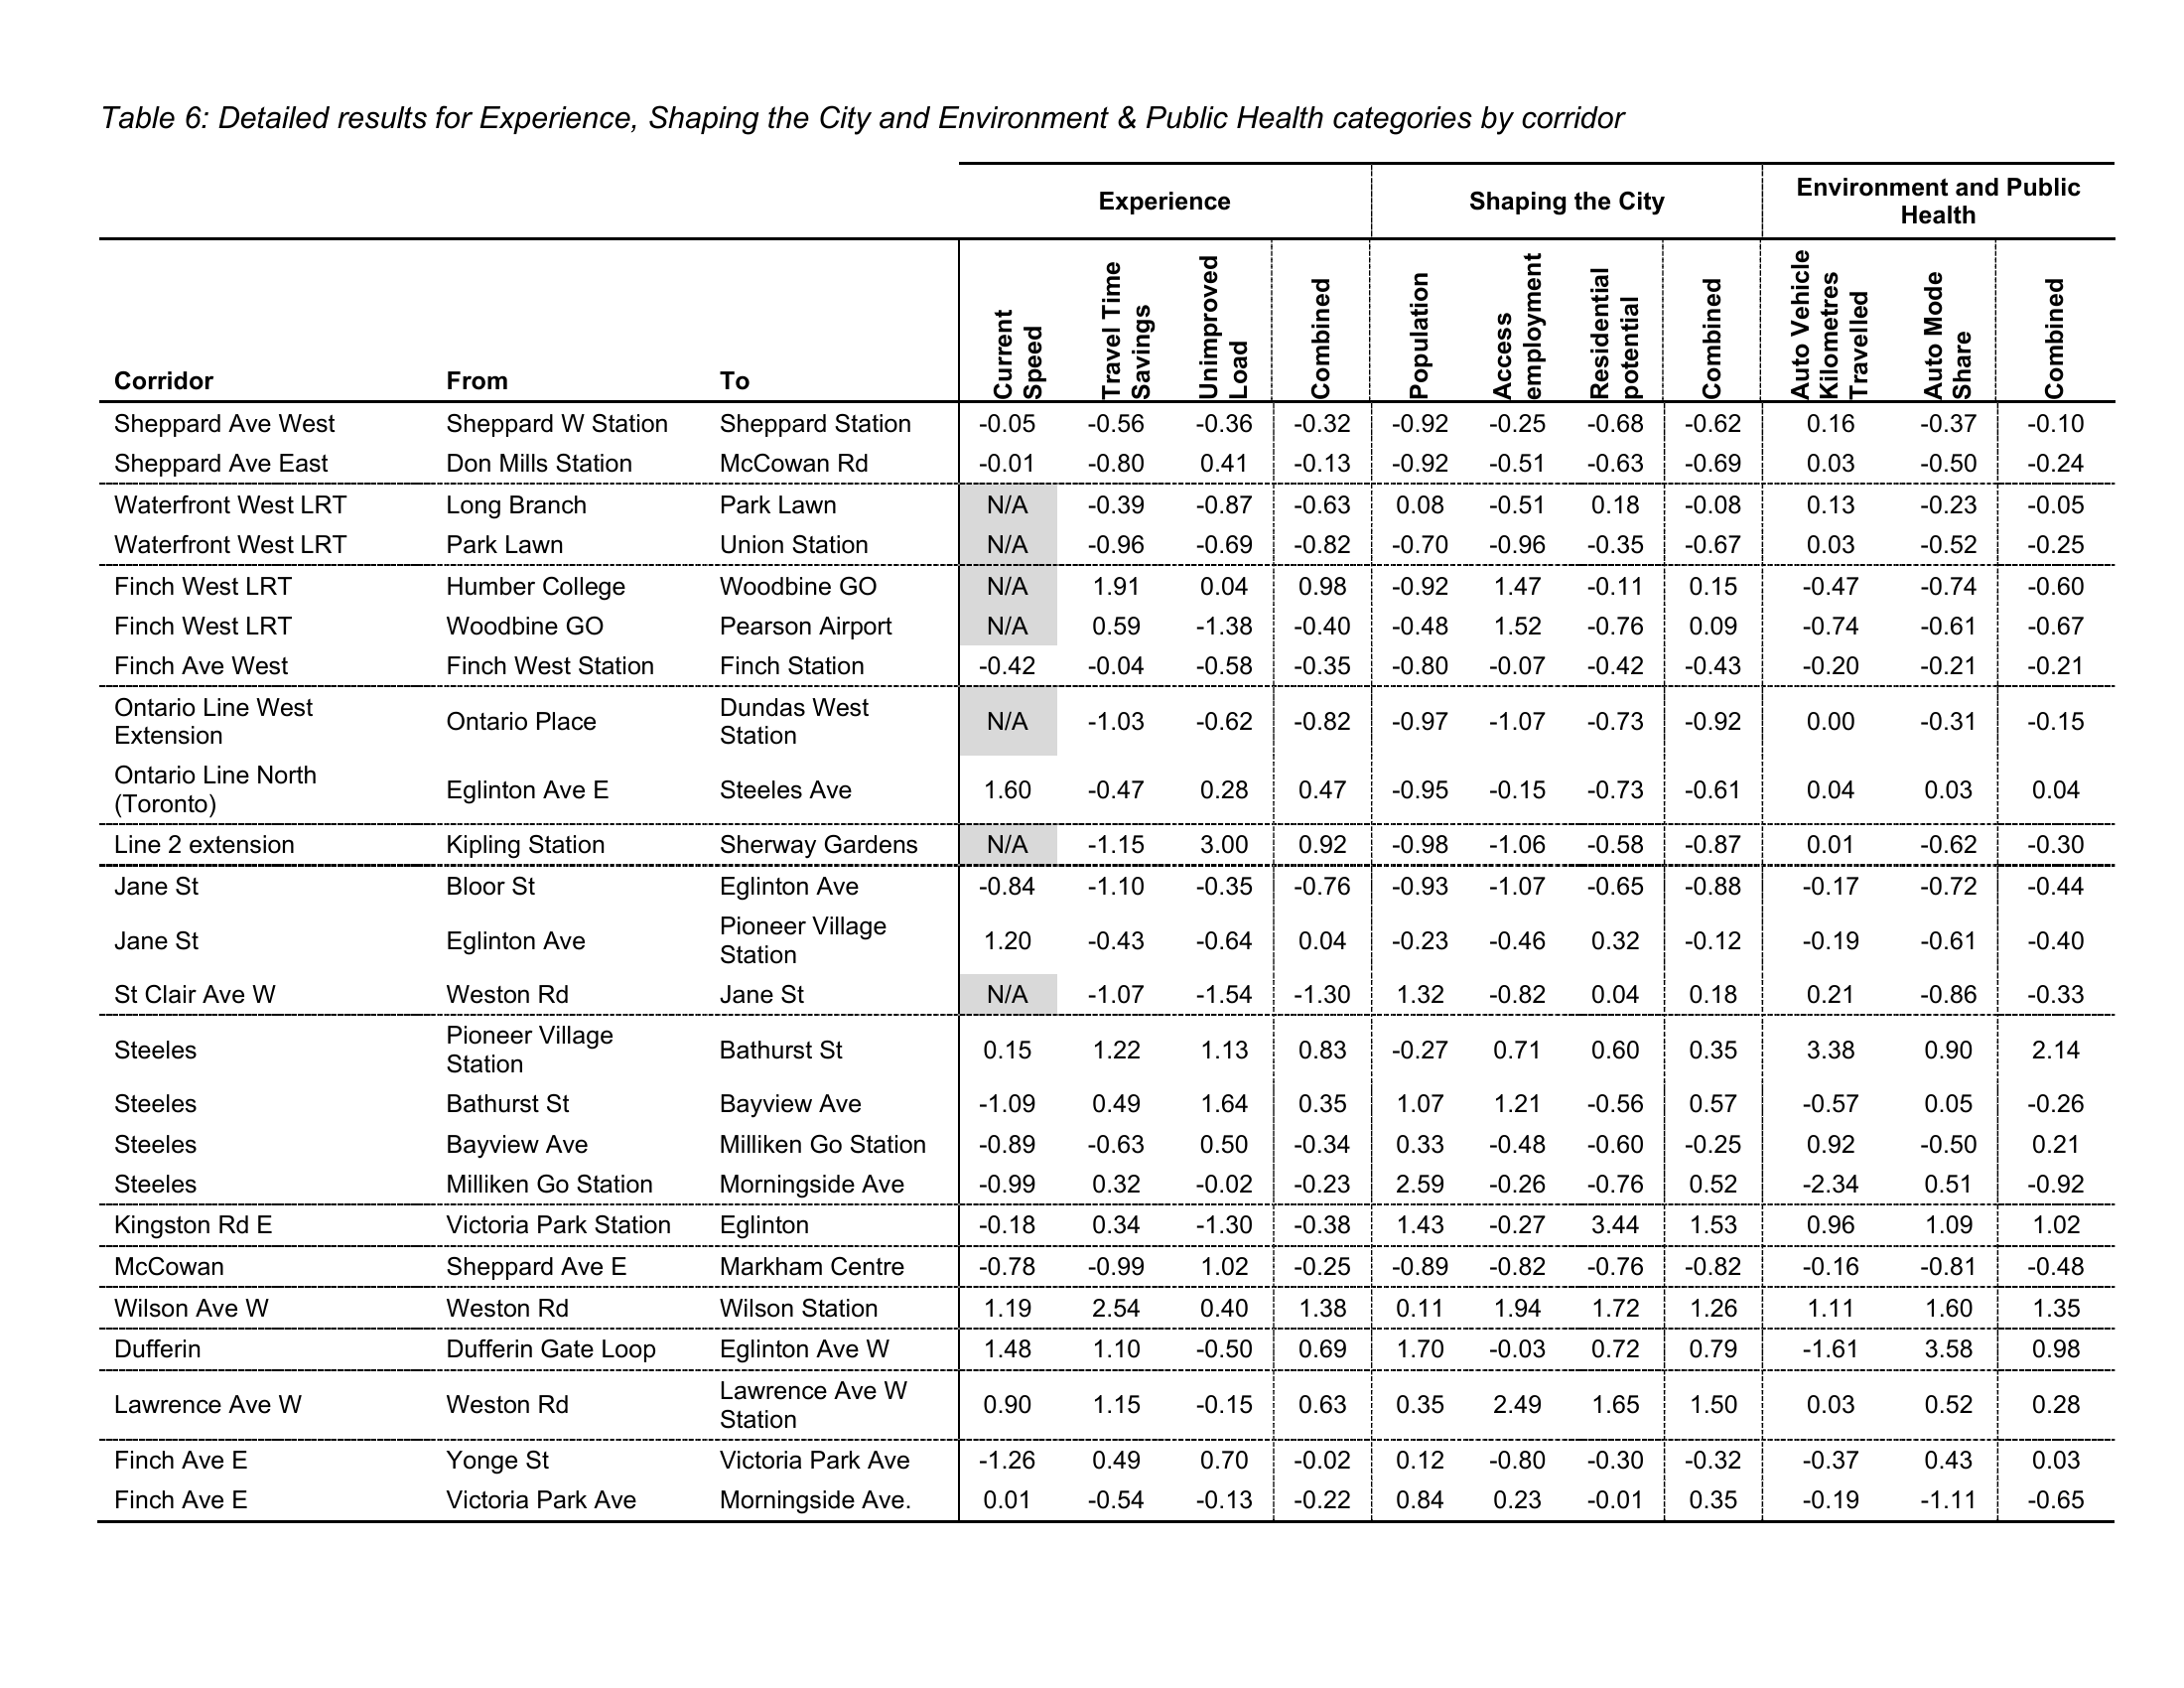 Table 6: Detailed results for Experience, Shaping the City and Environment & Public Health categories by corridor
Experience Shaping the City Environment and Public Health
Corridor From To Current Speed Travel Time Savings Unimproved Load Combined Population Access employment Residential potential Combined Auto Vehicle Kilometres Travelled Auto Mode Share Combined
Sheppard Ave West Sheppard W Station Sheppard Station -0.05 -0.56 -0.36 -0.32 -0.92 -0.25 -0.68 -0.62 0.16 -0.37 -0.10
Sheppard Ave East Don Mills Station McCowan Rd -0.01 -0.80 0.41 -0.13 -0.92 -0.51 -0.63 -0.69 0.03 -0.50 -0.24
Waterfront West LRT Long Branch Park Lawn N/A -0.39 -0.87 -0.63 0.08 -0.51 0.18 -0.08 0.13 -0.23 -0.05
Waterfront West LRT Park Lawn Union Station N/A -0.96 -0.69 -0.82 -0.70 -0.96 -0.35 -0.67 0.03 -0.52 -0.25
Finch West LRT Humber College Woodbine GO N/A 1.91 0.04 0.98 -0.92 1.47 -0.11 0.15 -0.47 -0.74 -0.60
Finch West LRT Woodbine GO Pearson Airport N/A 0.59 -1.38 -0.40 -0.48 1.52 -0.76 0.09 -0.74 -0.61 -0.67
Finch Ave West Finch West Station Finch Station -0.42 -0.04 -0.58 -0.35 -0.80 -0.07 -0.42 -0.43 -0.20 -0.21 -0.21
Ontario Line West Extension Ontario Place Dundas West Station N/A -1.03 -0.62 -0.82 -0.97 -1.07 -0.73 -0.92 0.00 -0.31 -0.15
Ontario Line North (Toronto) Eglinton Ave E Steeles Ave 1.60 -0.47 0.28 0.47 -0.95 -0.15 -0.73 -0.61 0.04 0.03 0.04
Line 2 extension Kipling Station Sherway Gardens N/A -1.15 3.00 0.92 -0.98 -1.06 -0.58 -0.87 0.01 -0.62 -0.30
Jane St Bloor St Eglinton Ave -0.84 -1.10 -0.35 -0.76 -0.93 -1.07 -0.65 -0.88 -0.17 -0.72 -0.44
Jane St Eglinton Ave Pioneer Village Station 1.20 -0.43 -0.64 0.04 -0.23 -0.46 0.32 -0.12 -0.19 -0.61 -0.40
St Clair Ave W Weston Rd Jane St N/A -1.07 -1.54 -1.30 1.32 -0.82 0.04 0.18 0.21 -0.86 -0.33
Steeles Pioneer Village Station Bathurst St 0.15 1.22 1.13 0.83 -0.27 0.71 0.60 0.35 3.38 0.90 2.14
Steeles Bathurst St Bayview Ave -1.09 0.49 1.64 0.35 1.07 1.21 -0.56 0.57 -0.57 0.05 -0.26
Steeles Bayview Ave Milliken Go Station -0.89 -0.63 0.50 -0.34 0.33 -0.48 -0.60 -0.25 0.92 -0.50 0.21
Steeles Milliken Go Station Morningside Ave -0.99 0.32 -0.02 -0.23 2.59 -0.26 -0.76 0.52 -2.34 0.51 -0.92
Kingston Rd E Victoria Park Station Eglinton -0.18 0.34 -1.30 -0.38 1.43 -0.27 3.44 1.53 0.96 1.09 1.02
McCowan Sheppard Ave E Markham Centre -0.78 -0.99 1.02 -0.25 -0.89 -0.82 -0.76 -0.82 -0.16 -0.81 -0.48
Wilson Ave W Weston Rd Wilson Station 1.19 2.54 0.40 1.38 0.11 1.94 1.72 1.26 1.11 1.60 1.35
Dufferin Dufferin Gate Loop Eglinton Ave W 1.48 1.10 -0.50 0.69 1.70 -0.03 0.72 0.79 -1.61 3.58 0.98
Lawrence Ave W Weston Rd Lawrence Ave W Station 0.90 1.15 -0.15 0.63 0.35 2.49 1.65 1.50 0.03 0.52 0.28
Finch Ave E Yonge St Victoria Park Ave -1.26 0.49 0.70 -0.02 0.12 -0.80 -0.30 -0.32 -0.37 0.43 0.03
Finch Ave E Victoria Park Ave Morningside Ave. 0.01 -0.54 -0.13 -0.22 0.84 0.23 -0.01 0.35 -0.19 -1.11 -0.65